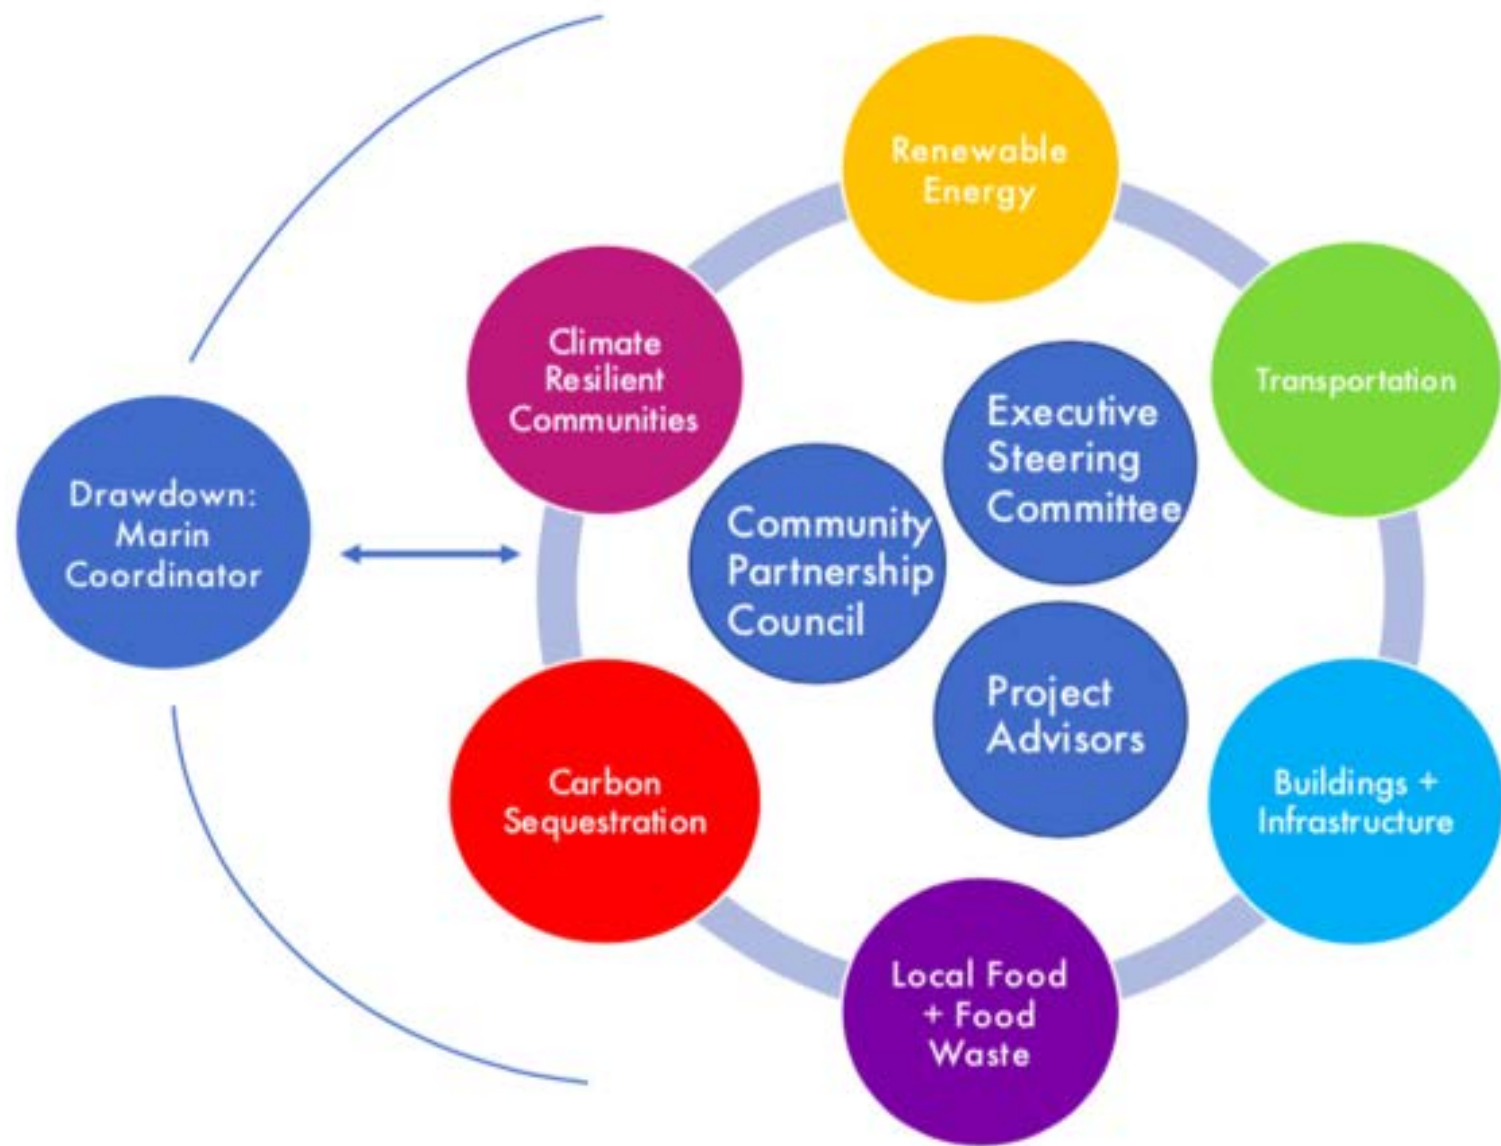 Renewable
Energy
Climate
Resilient
Communities
Transportation
Executive
Steering
Committee
Drawdown:
Marin
Coordinator
Community
Partnership
Council
Project
Advisors
Carbon
Sequestration
Buildings +
Infrastructure
Local Food
+ Food
Waste